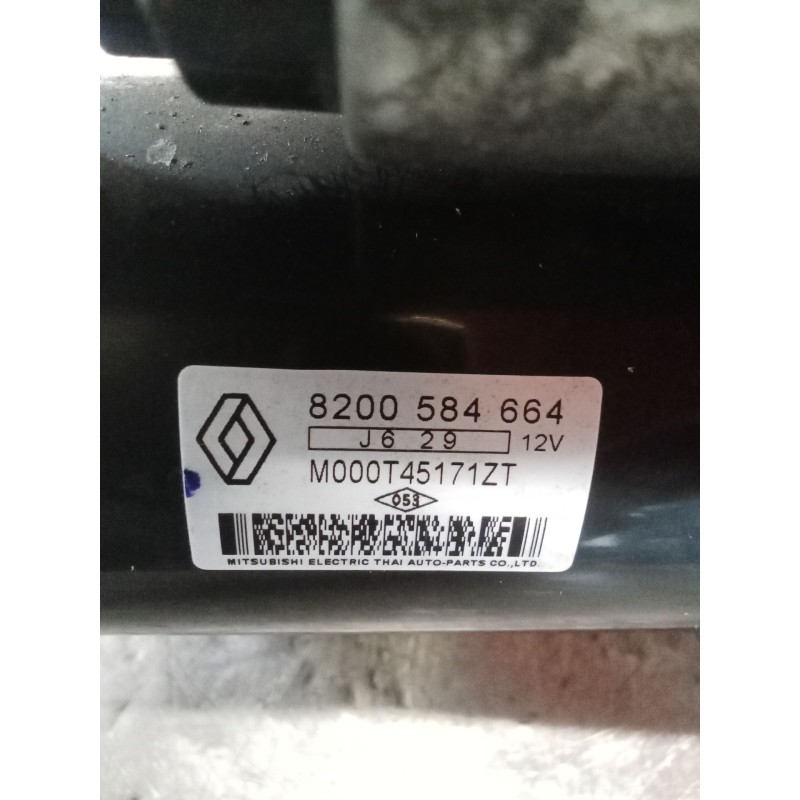 8200 584 664
J6 29 12V
M000T45171ZT
053
MITSUBISHI ELECTRIC THAI AUTO-PARTS CO.,LTD.